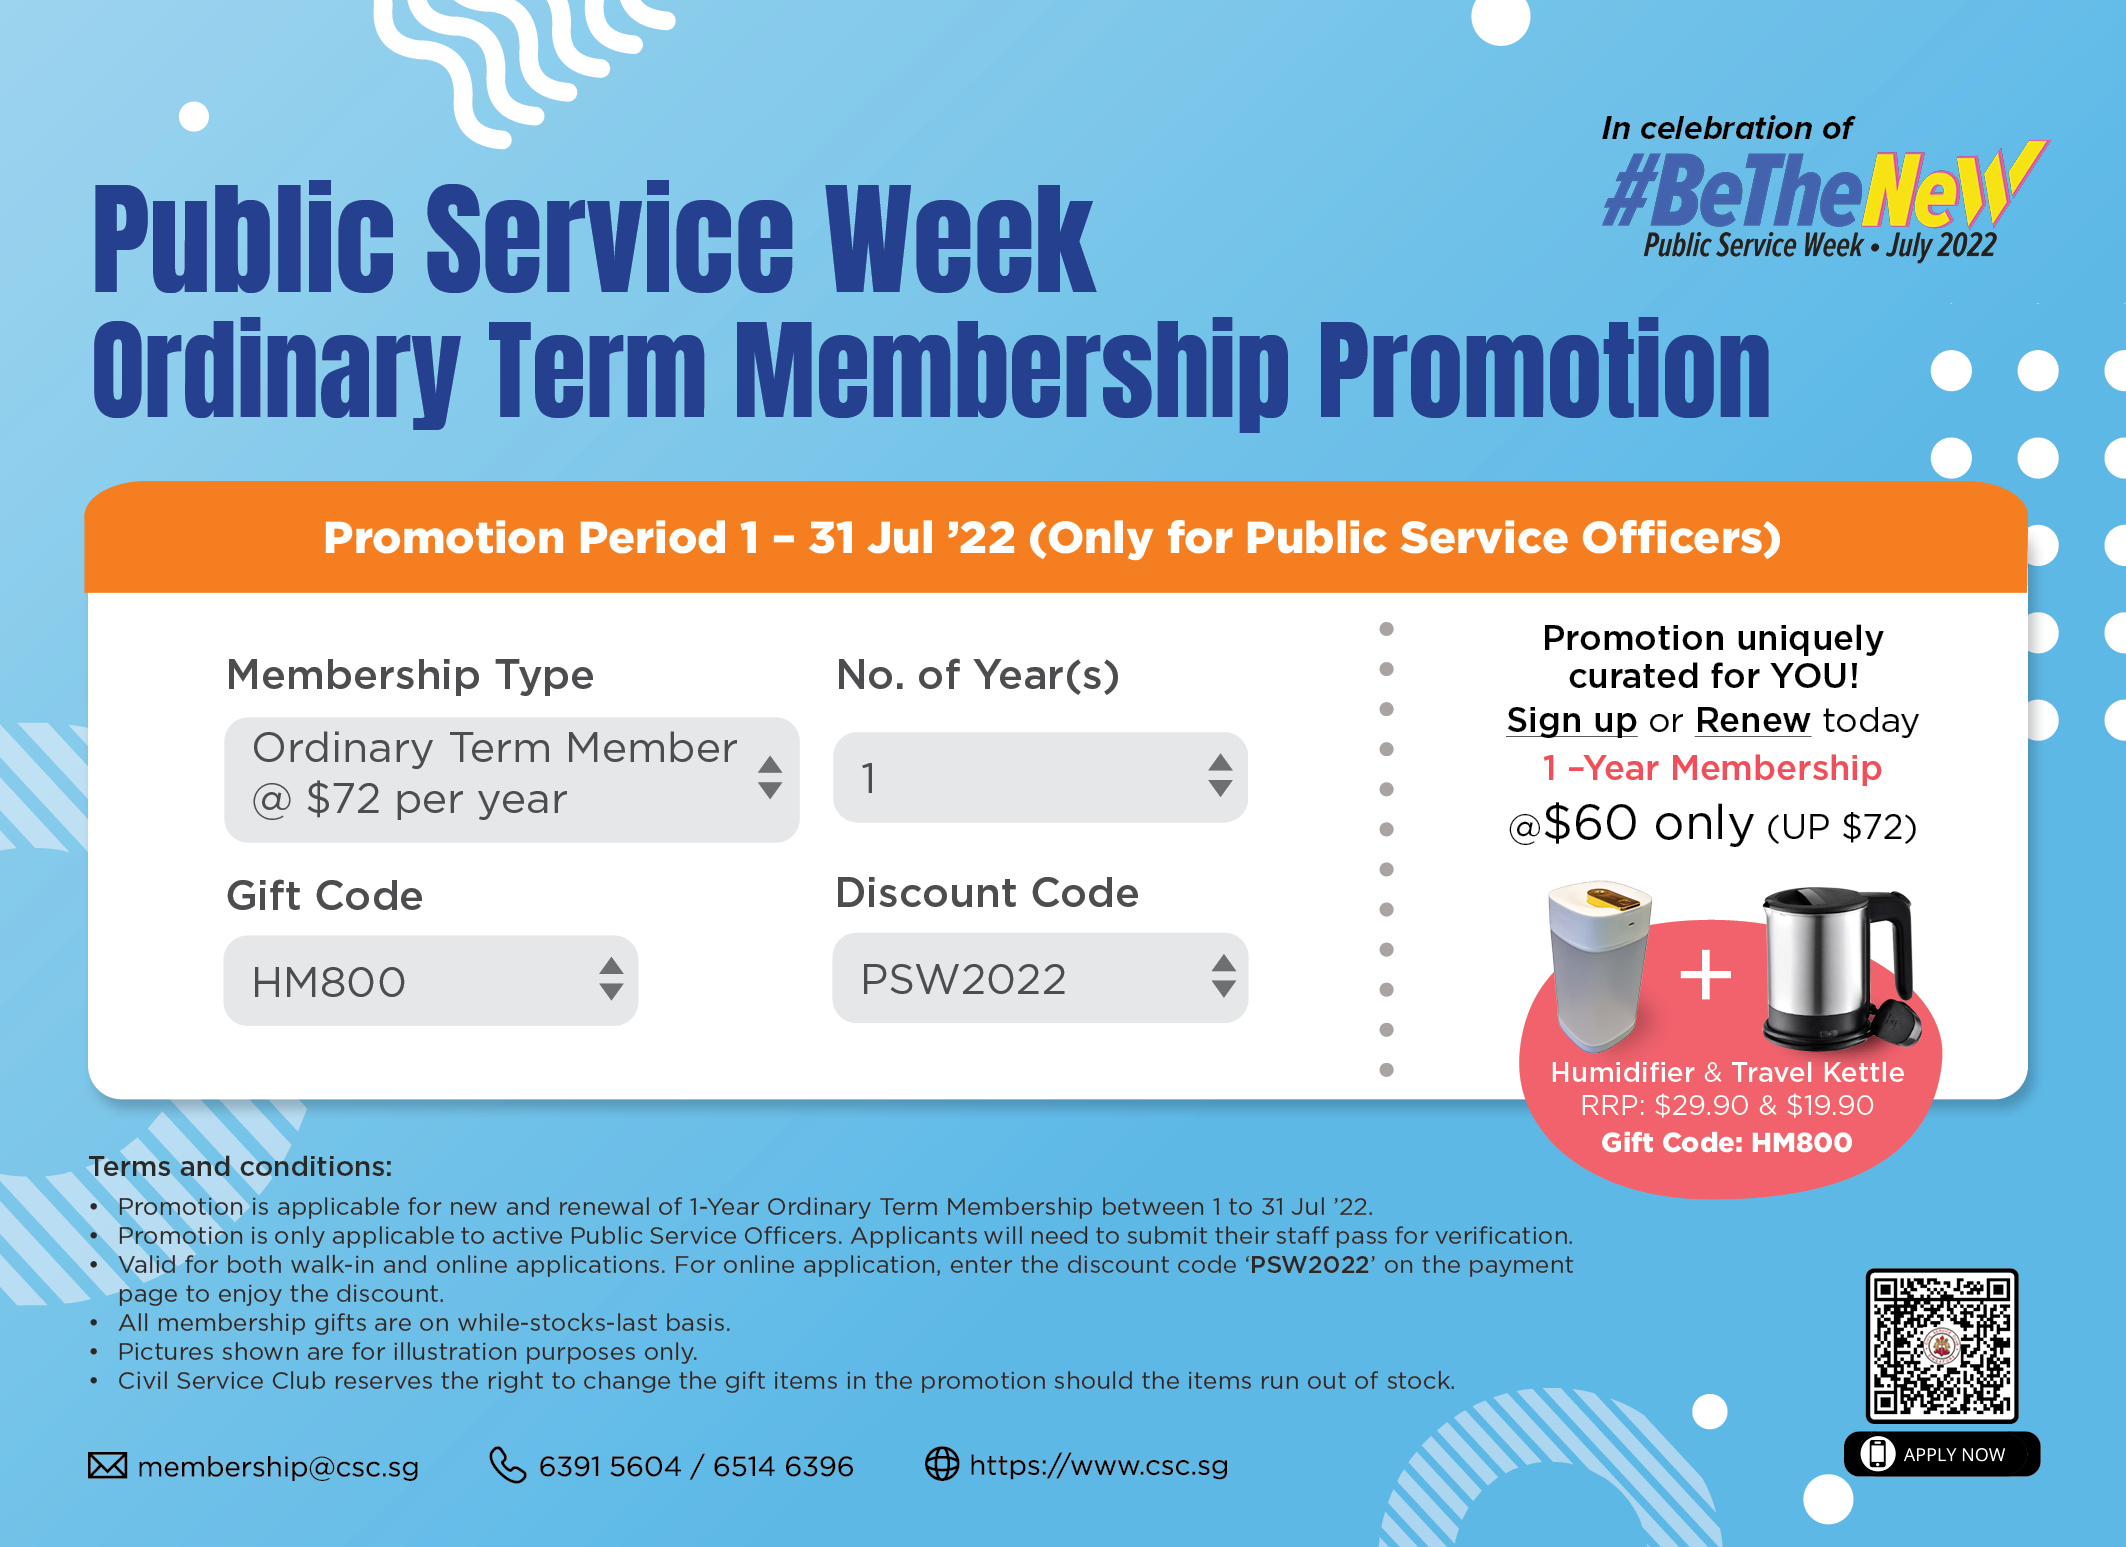 In celebration of
#BeTheNeW
Public Service Week • July 2022
Public Service Week
Ordinary Term Membership Promotion
Promotion Period 1 – 31 Jul ’22 (Only for Public Service Officers)
Membership Type
Ordinary Term Member
@ $72 per year
No. of Year(s)
1
Gift Code
HM800
Discount Code
PSW2022
Promotion uniquely
curated for YOU!
Sign up or Renew today
1 –Year Membership
@$60 only (UP $72)
+
Humidifier & Travel Kettle
RRP: $29.90 & $19.90
Gift Code: HM800
Terms and conditions:
• Promotion is applicable for new and renewal of 1-Year Ordinary Term Membership between 1 to 31 Jul ’22.
• Promotion is only applicable to active Public Service Officers. Applicants will need to submit their staff pass for verification.
• Valid for both walk-in and online applications. For online application, enter the discount code ‘PSW2022’ on the payment
page to enjoy the discount.
• All membership gifts are on while-stocks-last basis.
• Pictures shown are for illustration purposes only.
• Civil Service Club reserves the right to change the gift items in the promotion should the items run out of stock.
membership@csc.sg
6391 5604 / 6514 6396
https://www.csc.sg
APPLY NOW